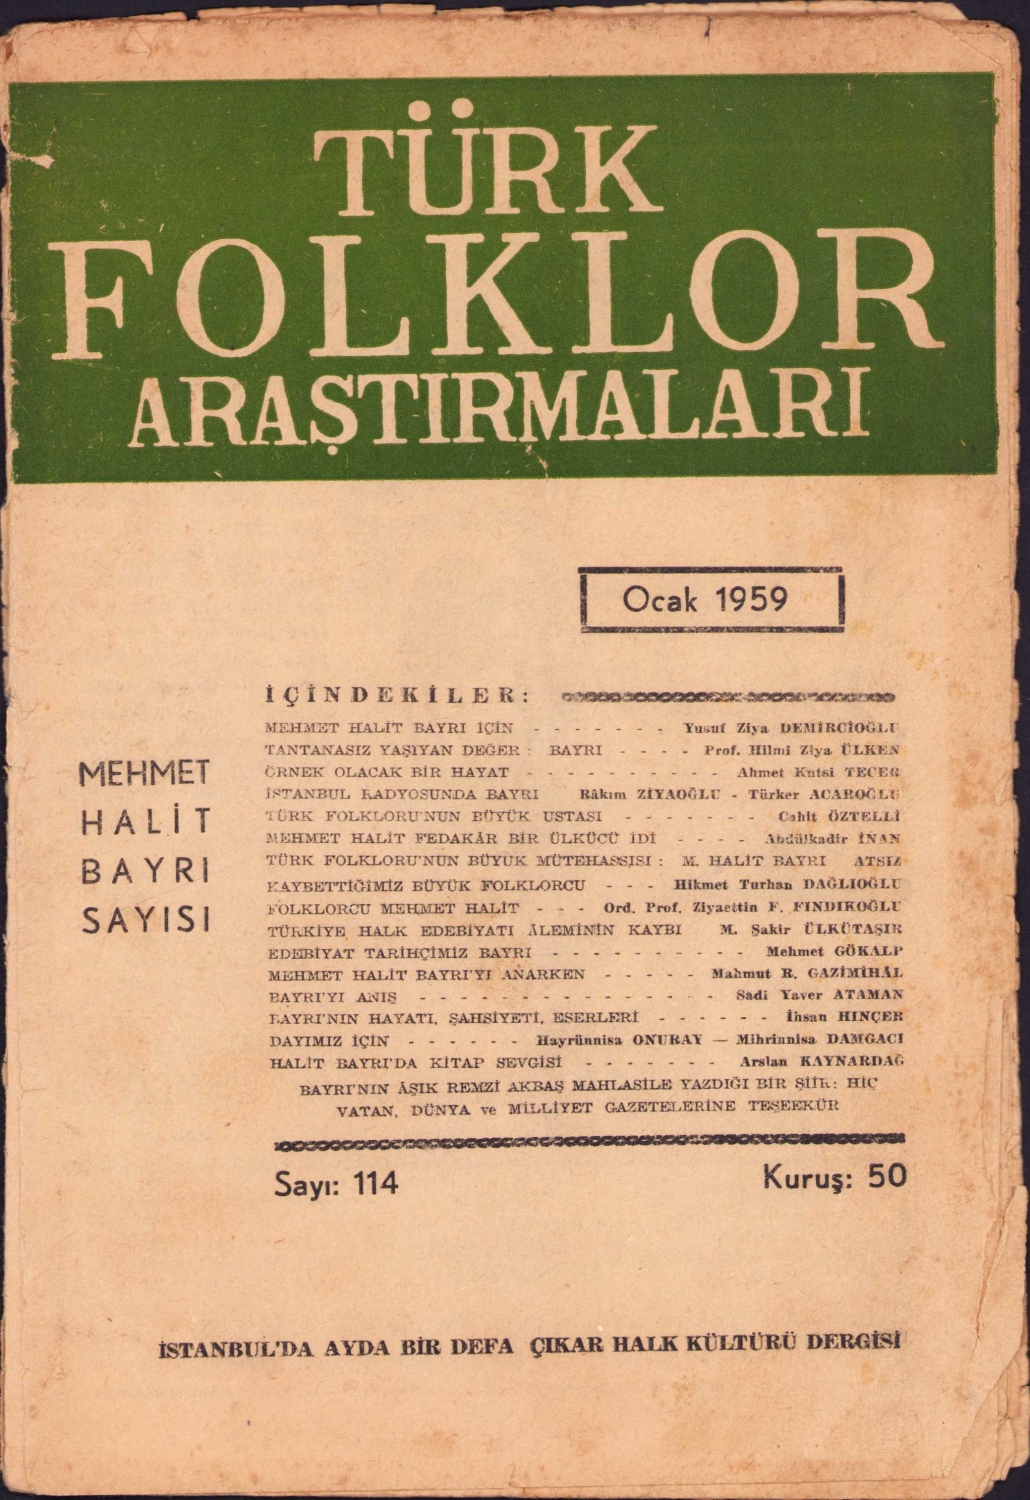 TÜRK
FOLKLOR
ARAŞTIRMALARI
Ocak 1959
MEHMET
HALİT
BAYRI
SAYISI
İÇİNDEKİLER:
MEHMET HALİT BAYRI İÇİN - - - - - - - Yusuf Ziya DEMİRCİOĞLU
TANTANASIZ YAŞIYAN DEĞER : BAYRI - - - - Prof. Hilmi Ziya ÜLKEN
ÖRNEK OLACAK BİR HAYAT - - - - - - - - - - Ahmet Kutsi TECER
İSTANBUL RADYOSUNDA BAYRI Râkım ZİYAOĞLU - Türker ACAROĞLU
TÜRK FOLKLORU'NUN BÜYÜK USTASI - - - - - - - Cahit ÖZTELLİ
MEHMET HALİT FEDAKÂR BİR ÜLKÜCÜ İDİ - - - - Abdülkadir İNAN
TÜRK FOLKLORU'NUN BÜYÜK MÜTEHASSISI : M. HALİT BAYRI ATSIZ
KAYBETTİĞİMİZ BÜYÜK FOLKLORCU - - - Hikmet Turhan DAĞLIOĞLU
FOLKLORCU MEHMET HALİT - - - Ord. Prof. Ziyaettin F. FINDIKOĞLU
TÜRKİYE HALK EDEBİYATI ÂLEMİNİN KAYBI M. Şakir ÜLKÜTAŞIR
EDEBİYAT TARİHÇİMİZ BAYRI - - - - - - - - - - Mehmet GÖKALP
MEHMET HALİT BAYRI'YI ANARKEN - - - - - Mahmut R. GAZİMİHÂL
BAYRI'YI ANIŞ - - - - - - - - - - - - - - Sadi Yaver ATAMAN
BAYRI'NIN HAYATI, ŞAHSİYETİ, ESERLERİ - - - - - - İhsan HINÇER
DAYIMIZ İÇİN - - - - - - Hayrünnisa ONURAY — Mihrinnisa DAMGACI
HALİT BAYRI'DA KİTAP SEVGİSİ - - - - - - - Arslan KAYNARDAĞ
BAYRI'NIN ÂŞIK REMZİ AKBAŞ MAHLASİLE YAZDIĞI BİR ŞİİR: HİÇ
VATAN, DÜNYA ve MİLLİYET GAZETELERİNE TEŞEKKÜR
Sayı: 114
Kuruş: 50
İSTANBUL'DA AYDA BİR DEFA ÇIKAR HALK KÜLTÜRÜ DERGİSİ